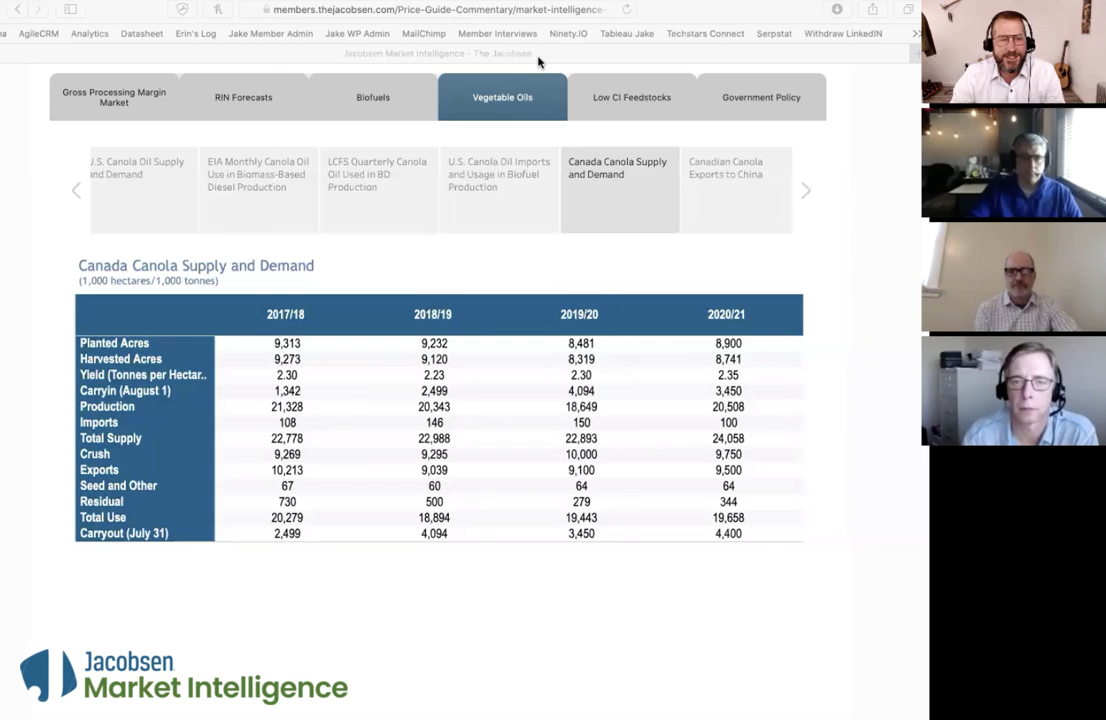 members.thejacobsen.com/Price-Guide-Commentary/market-intelligence-
AgileCRM Analytics Datasheet Erin's Log Jake Member Admin Jake WP Admin MailChimp Member Interviews Ninety.IO Tableau Jake Techstars Connect Serpstat Withdraw LinkedIN
Jacobsen Market Intelligence - The Jacobsen
Gross Processing Margin
Market
RIN Forecasts
Biofuels
Vegetable Oils
Low CI Feedstocks
Government Policy
J.S. Canola Oil Supply
and Demand
EIA Monthly Canola Oil
Use in Biomass-Based
Diesel Production
LCFS Quarterly Canola
Oil Used in BD
Production
U.S. Canola Oil Imports
and Usage in Biofuel
Production
Canada Canola Supply
and Demand
Canadian Canola
Exports to China
Canada Canola Supply and Demand
(1,000 hectares/1,000 tonnes)
2017/18 2018/19 2019/20 2020/21
Planted Acres 9,313 9,232 8,481 8,900
Harvested Acres 9,273 9,120 8,319 8,741
Yield (Tonnes per Hectar.. 2.30 2.23 2.30 2.35
Carryin (August 1) 1,342 2,499 4,094 3,450
Production 21,328 20,343 18,649 20,508
Imports 108 146 150 100
Total Supply 22,778 22,988 22,893 24,058
Crush 9,269 9,295 10,000 9,750
Exports 10,213 9,039 9,100 9,500
Seed and Other 67 60 64 64
Residual 730 500 279 344
Total Use 20,279 18,894 19,443 19,658
Carryout (July 31) 2,499 4,094 3,450 4,400
Jacobsen
Market Intelligence